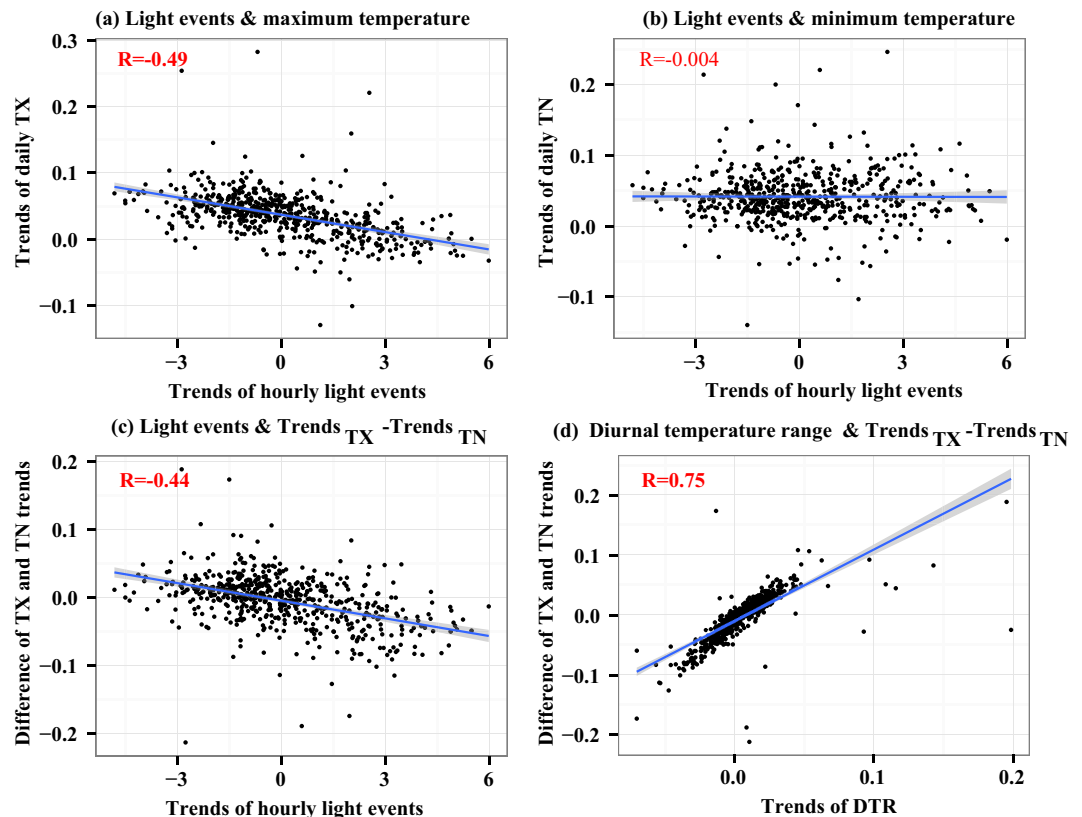 (a) Light events & maximum temperature
R=-0.49
Trends of daily TX
0.3
0.2
0.1
0.0
−0.1
−3
0
3
6
Trends of hourly light events
(b) Light events & minimum temperature
R=-0.004
Trends of daily TN
0.2
0.1
0.0
−0.1
−3
0
3
6
Trends of hourly light events
(c) Light events & Trends TX -Trends TN
R=-0.44
Difference of TX and TN trends
0.2
0.1
0.0
−0.1
−0.2
−3
0
3
6
Trends of hourly light events
(d) Diurnal temperature range & Trends TX -Trends TN
R=0.75
Difference of TX and TN trends
0.2
0.1
0.0
−0.1
−0.2
0.0
0.1
0.2
Trends of DTR